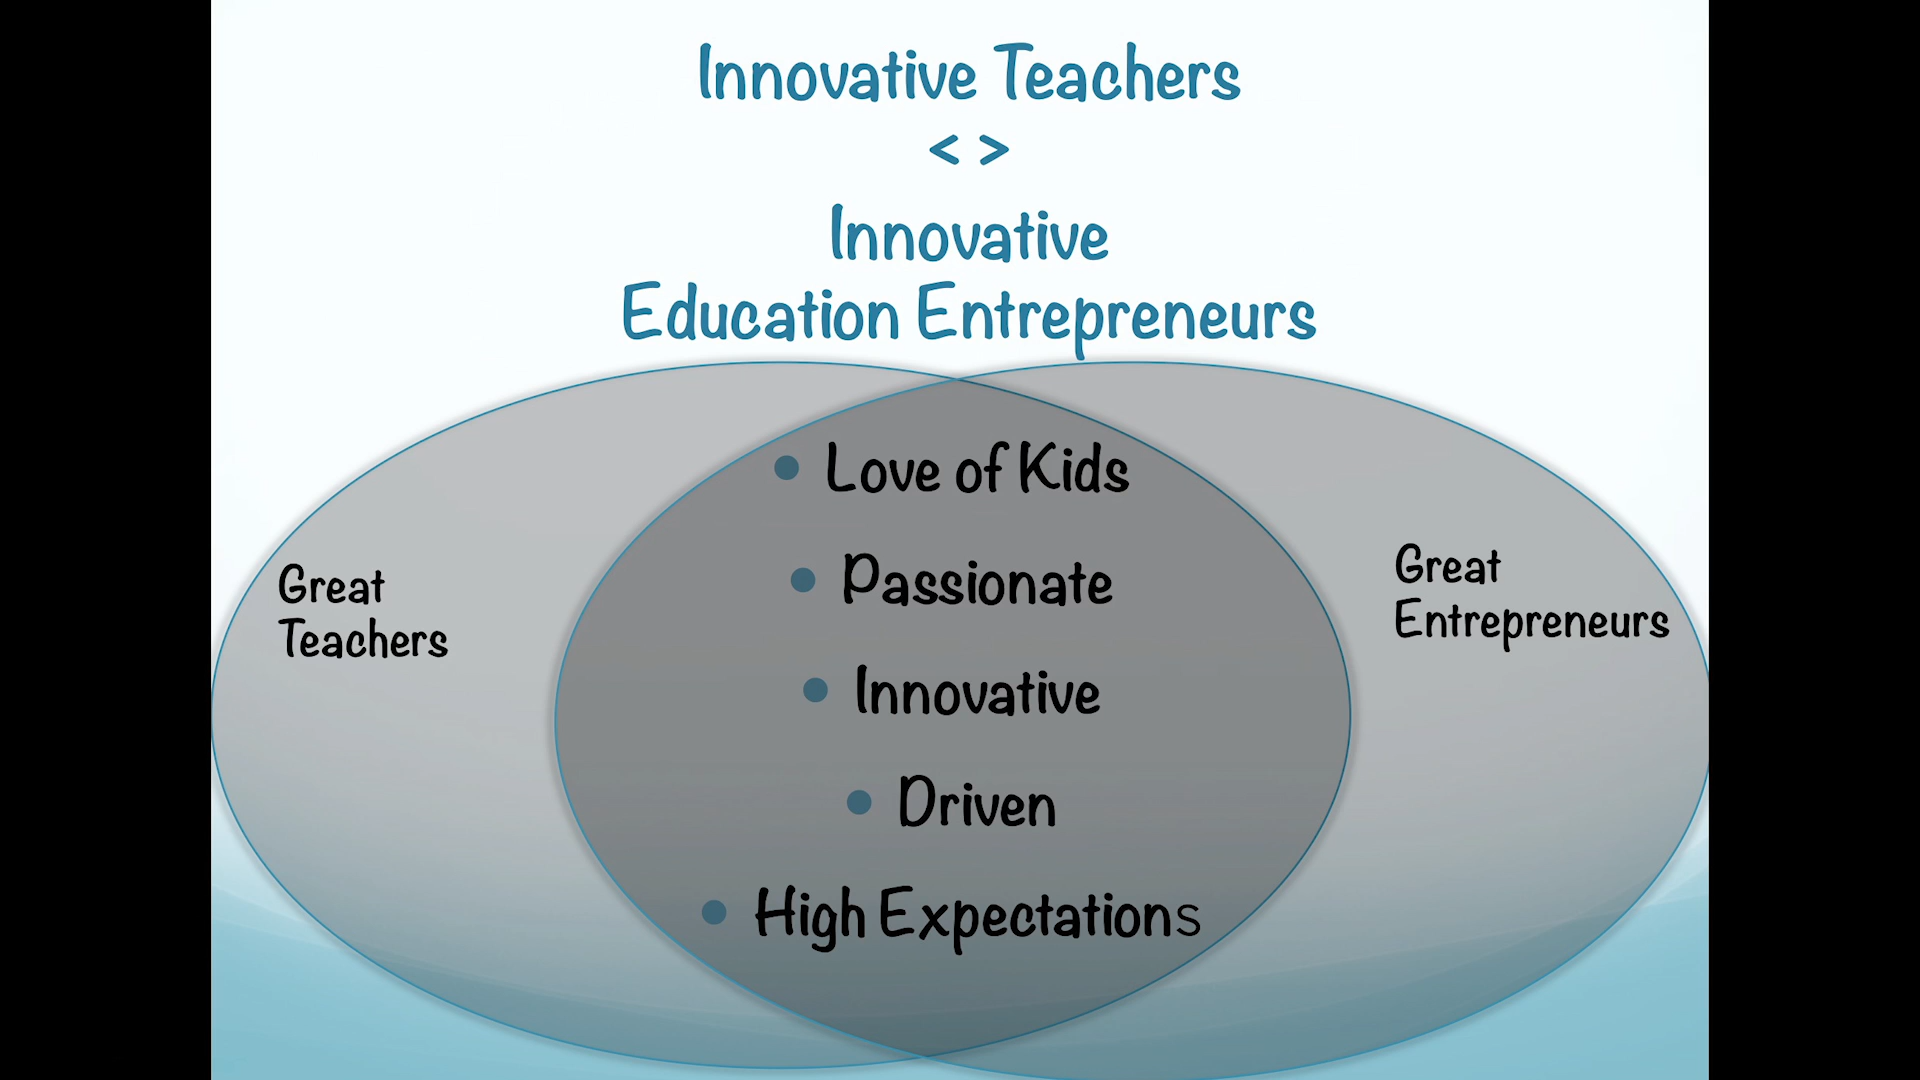 Innovative Teachers
< >
Innovative
Education Entrepreneurs
Great
Teachers
• Love of Kids
• Passionate
• Innovative
• Driven
• High Expectations
Great
Entrepreneurs